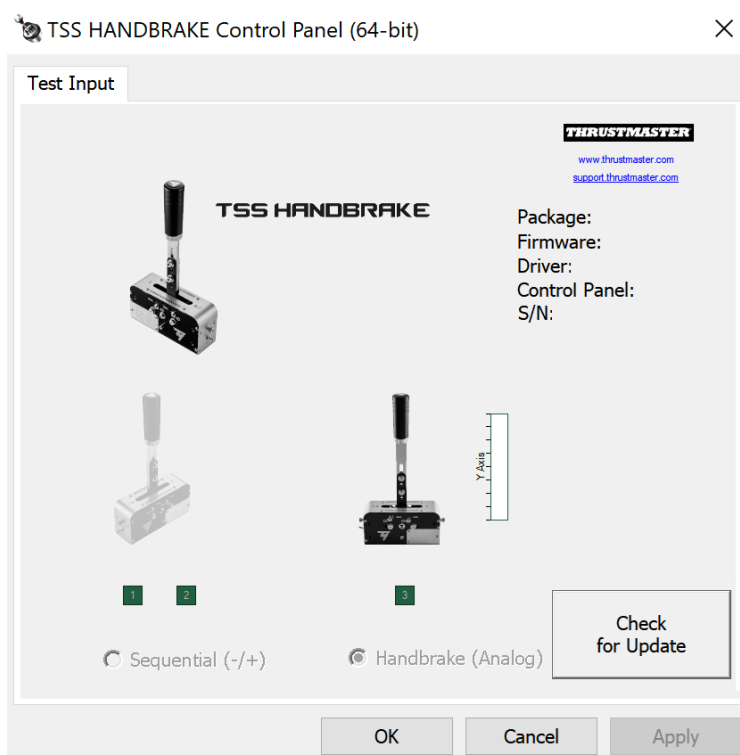 TSS HANDBRAKE Control Panel (64-bit)
Test Input
THRUSTMASTER
www.thrustmaster.com
support.thrustmaster.com
TSS HANDBRAKE
Package:
Firmware:
Driver:
Control Panel:
S/N:
Y Axis
1 2 3
Sequential (-/+) Handbrake (Analog)
Check
for Update
OK Cancel Apply